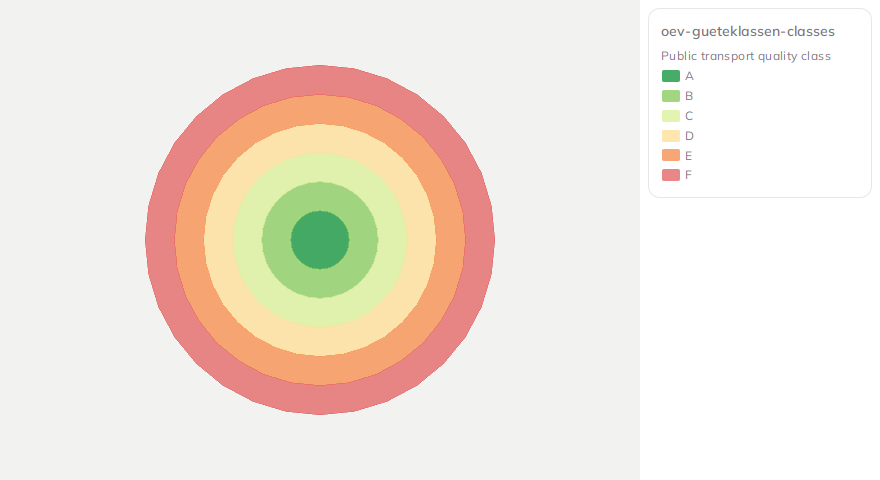 oev-gueteklassen-classes
Public transport quality class
A
B
C
D
E
F